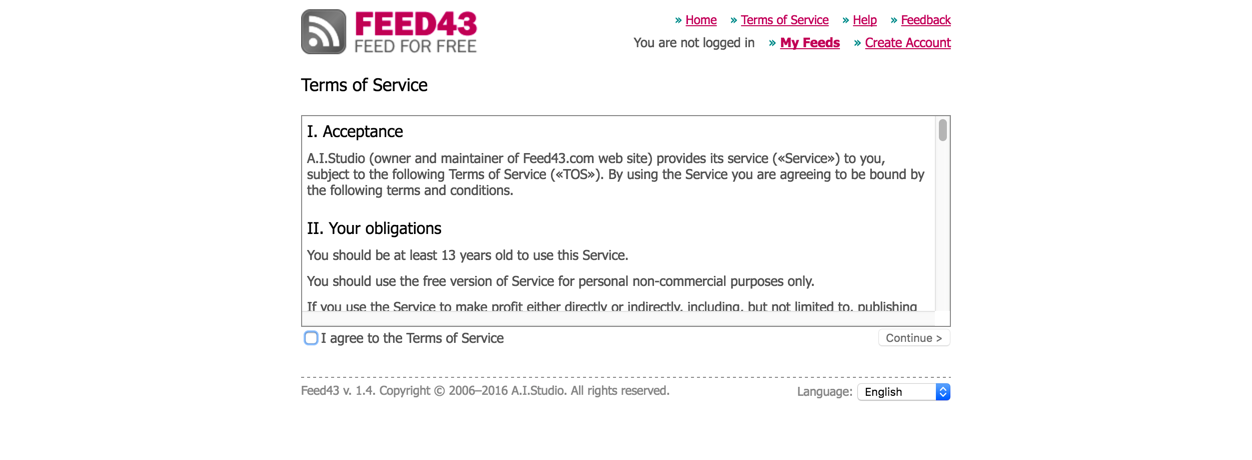 FEED43
FEED FOR FREE
» Home » Terms of Service » Help » Feedback
You are not logged in » My Feeds » Create Account
Terms of Service
I. Acceptance
A.I.Studio (owner and maintainer of Feed43.com web site) provides its service («Service») to you,
subject to the following Terms of Service («TOS»). By using the Service you are agreeing to be bound by
the following terms and conditions.
II. Your obligations
You should be at least 13 years old to use this Service.
You should use the free version of Service for personal non-commercial purposes only.
If you use the Service to make profit either directly or indirectly, including, but not limited to, publishing
I agree to the Terms of Service
Continue >
Feed43 v. 1.4. Copyright © 2006–2016 A.I.Studio. All rights reserved.
Language: English